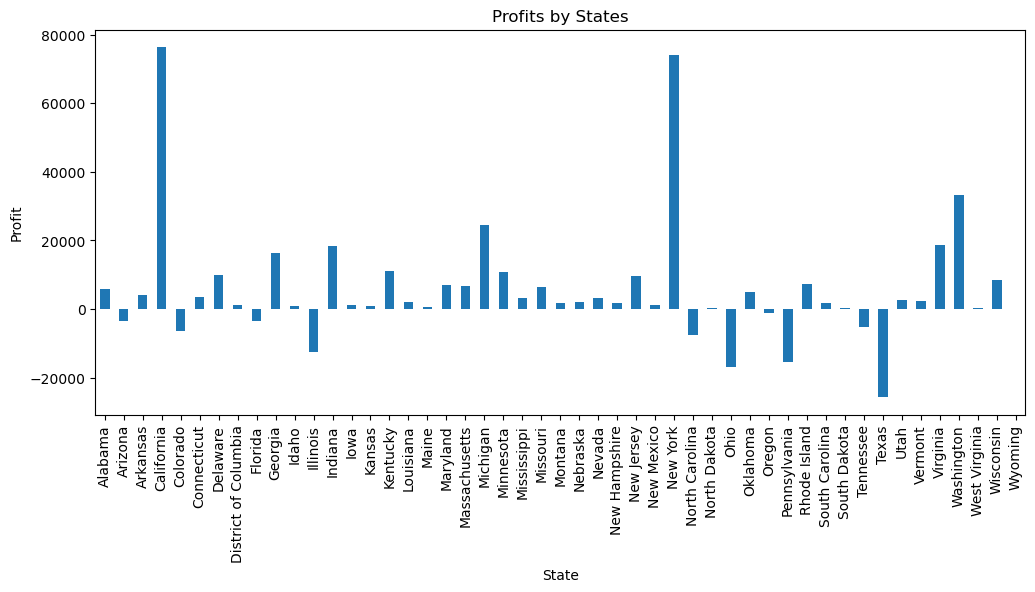 Profits by States
80000
60000
40000
20000
0
−20000
Profit
Alabama
Arizona
Arkansas
California
Colorado
Connecticut
Delaware
District of Columbia
Florida
Georgia
Idaho
Illinois
Indiana
Iowa
Kansas
Kentucky
Louisiana
Maine
Maryland
Massachusetts
Michigan
Minnesota
Mississippi
Missouri
Montana
Nebraska
Nevada
New Hampshire
New Jersey
New Mexico
New York
North Carolina
North Dakota
Ohio
Oklahoma
Oregon
Pennsylvania
Rhode Island
South Carolina
South Dakota
Tennessee
Texas
Utah
Vermont
Virginia
Washington
West Virginia
Wisconsin
Wyoming
State